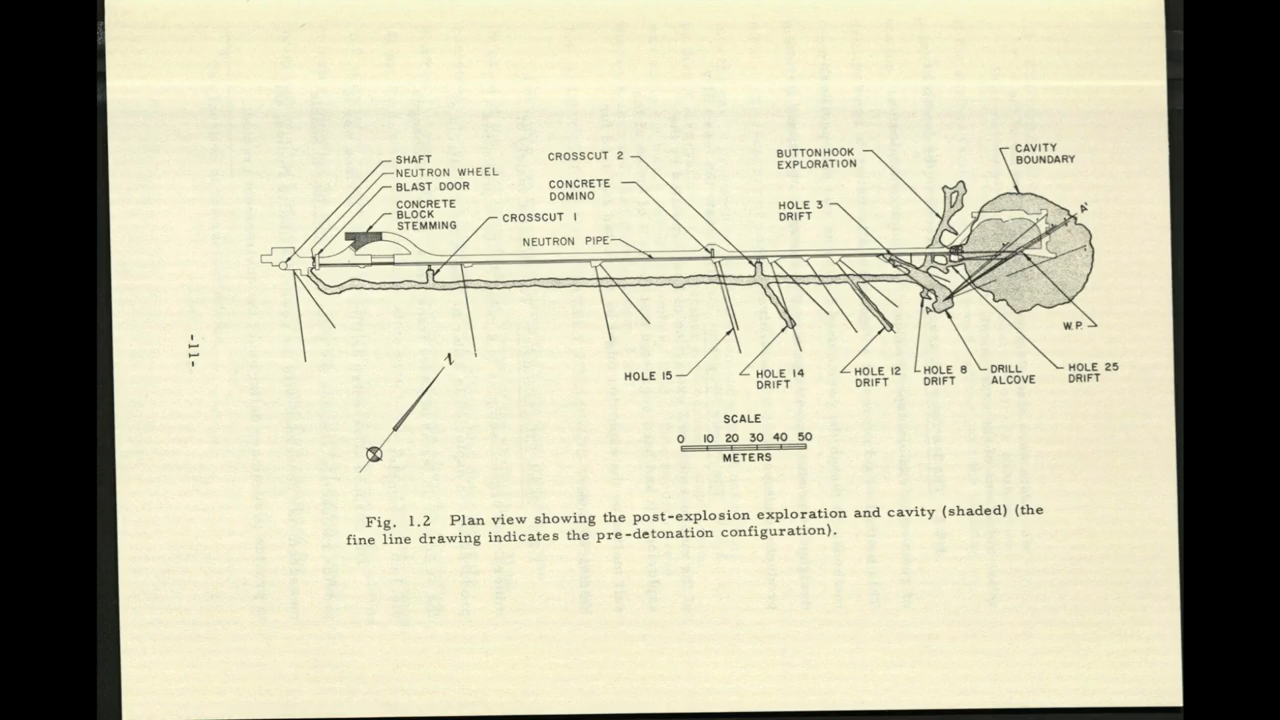 SHAFT
NEUTRON WHEEL
BLAST DOOR
CONCRETE
BLOCK
STEMMING
CROSSCUT 1
CROSSCUT 2
CONCRETE
DOMINO
NEUTRON PIPE
BUTTONHOOK
EXPLORATION
HOLE 3
DRIFT
CAVITY
BOUNDARY
A'
A
W.P.
HOLE 15
HOLE 14
DRIFT
HOLE 12
DRIFT
HOLE 8
DRIFT
DRILL
ALCOVE
HOLE 25
DRIFT
N
SCALE
0 10 20 30 40 50
METERS
-11-
Fig. 1.2 Plan view showing the post-explosion exploration and cavity (shaded) (the
fine line drawing indicates the pre-detonation configuration).